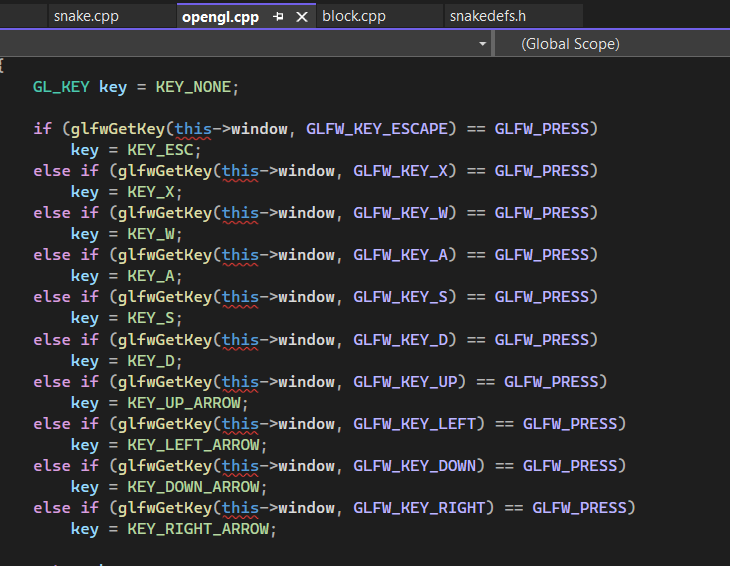 snake.cpp opengl.cpp block.cpp snakedefs.h
(Global Scope)
{
GL_KEY key = KEY_NONE;
if (glfwGetKey(this->window, GLFW_KEY_ESCAPE) == GLFW_PRESS)
key = KEY_ESC;
else if (glfwGetKey(this->window, GLFW_KEY_X) == GLFW_PRESS)
key = KEY_X;
else if (glfwGetKey(this->window, GLFW_KEY_W) == GLFW_PRESS)
key = KEY_W;
else if (glfwGetKey(this->window, GLFW_KEY_A) == GLFW_PRESS)
key = KEY_A;
else if (glfwGetKey(this->window, GLFW_KEY_S) == GLFW_PRESS)
key = KEY_S;
else if (glfwGetKey(this->window, GLFW_KEY_D) == GLFW_PRESS)
key = KEY_D;
else if (glfwGetKey(this->window, GLFW_KEY_UP) == GLFW_PRESS)
key = KEY_UP_ARROW;
else if (glfwGetKey(this->window, GLFW_KEY_LEFT) == GLFW_PRESS)
key = KEY_LEFT_ARROW;
else if (glfwGetKey(this->window, GLFW_KEY_DOWN) == GLFW_PRESS)
key = KEY_DOWN_ARROW;
else if (glfwGetKey(this->window, GLFW_KEY_RIGHT) == GLFW_PRESS)
key = KEY_RIGHT_ARROW;